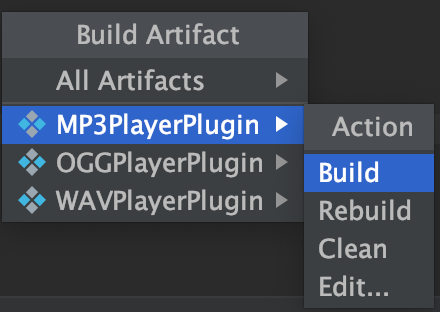 Build Artifact
All Artifacts
MP3PlayerPlugin
OGGPlayerPlugin
WAVPlayerPlugin
Action
Build
Rebuild
Clean
Edit...